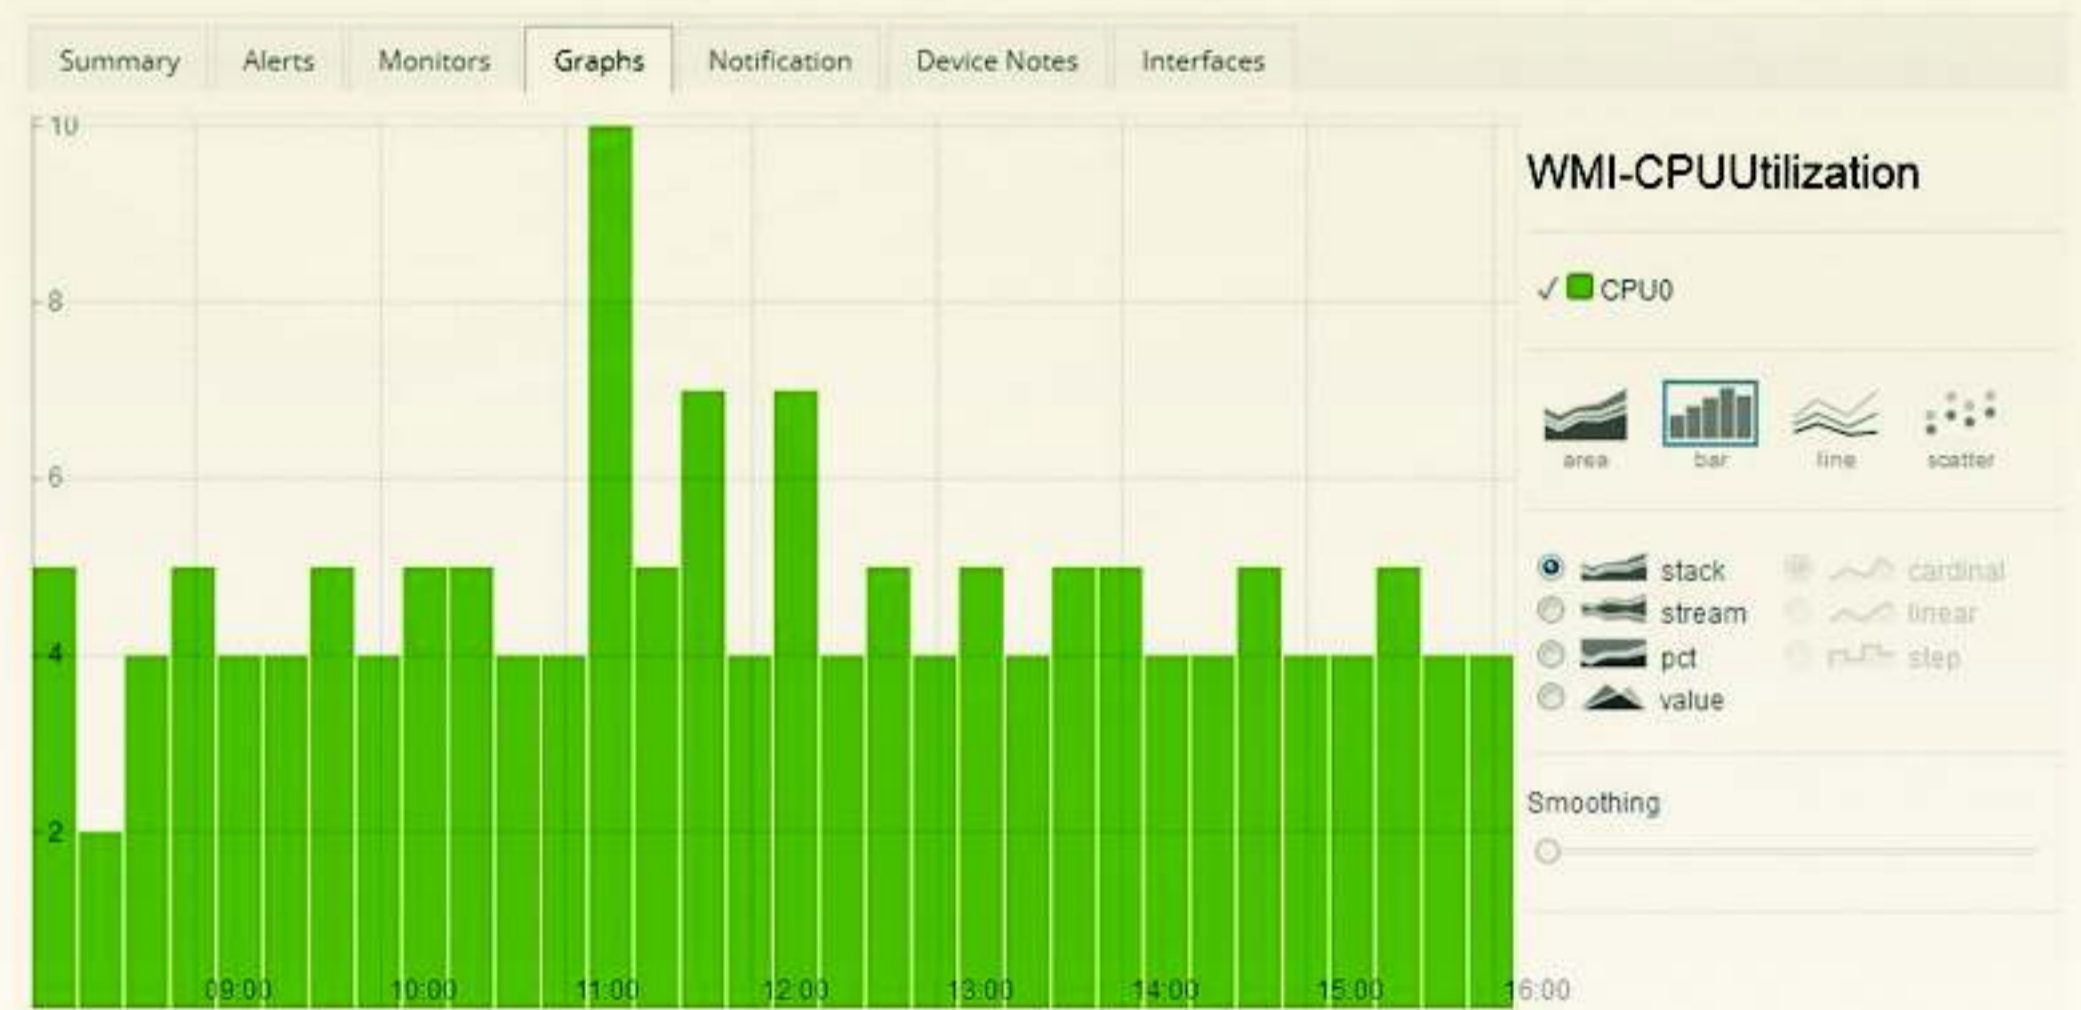 Summary Alerts Monitors Graphs Notification Device Notes Interfaces
10
8
6
4
2
09:00 10:00 11:00 12:00 13:00 14:00 15:00 16:00
WMI-CPUUtilization
✓ CPU0
area bar line scatter
stack cardinal
stream linear
pct step
value
Smoothing